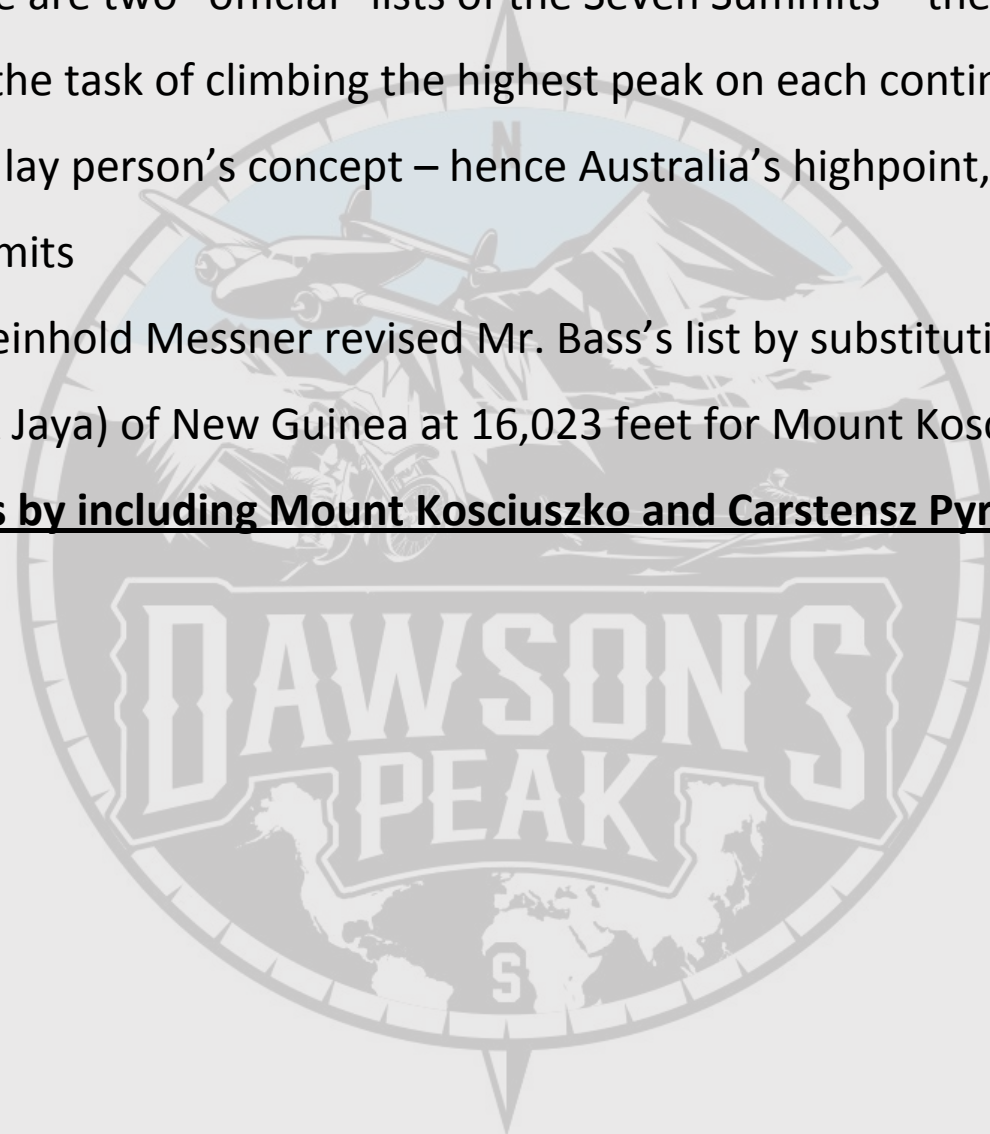 e are two "official" lists of the Seven Summits – the
the task of climbing the highest peak on each contin
lay person's concept – hence Australia's highpoint,
mits
einhold Messner revised Mr. Bass's list by substituti
Jaya) of New Guinea at 16,023 feet for Mount Kosc
s by including Mount Kosciuszko and Carstensz Pyr
N
DAWSON'S
PEAK
S